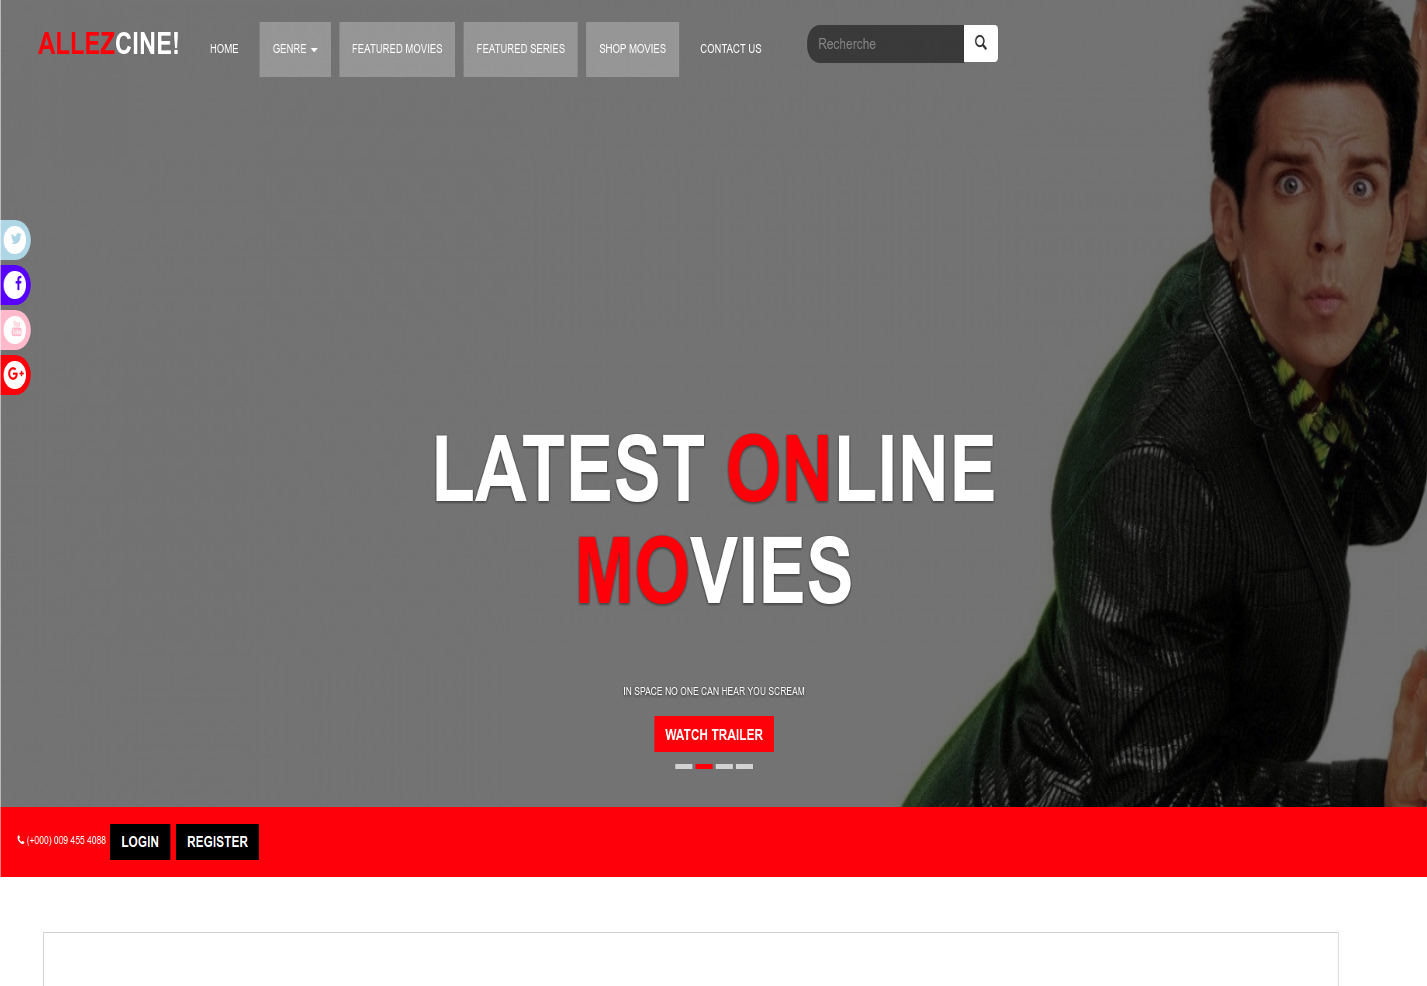 ALLEZCINE!
HOME
GENRE
FEATURED MOVIES
FEATURED SERIES
SHOP MOVIES
CONTACT US
Recherche
LATEST ONLINE
MOVIES
IN SPACE NO ONE CAN HEAR YOU SCREAM
WATCH TRAILER
(+000) 009 455 4088
LOGIN
REGISTER